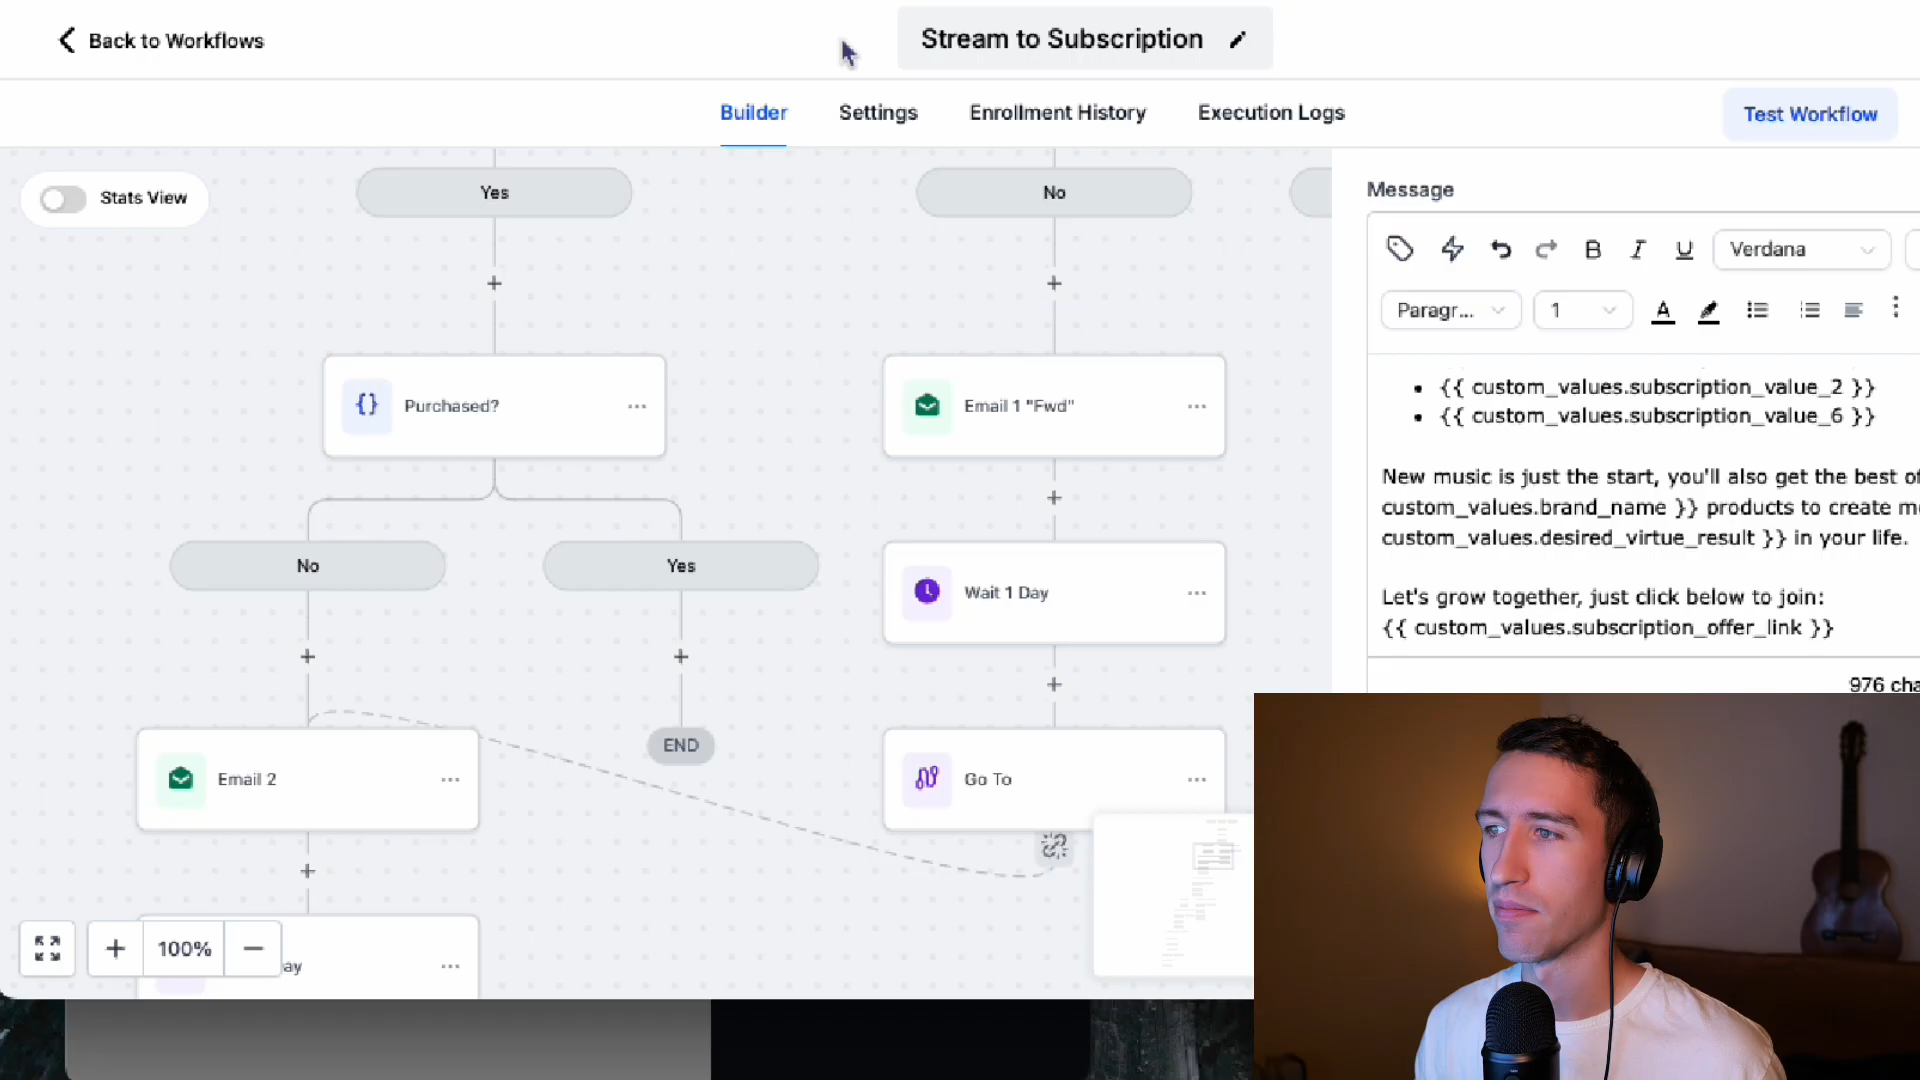 Back to Workflows
Stream to Subscription
Builder
Settings
Enrollment History
Execution Logs
Test Workflow
Stats View
Yes
No
Message
Verdana
Paragr...
1
Purchased?
Email 1 "Fwd"
• {{ custom_values.subscription_value_2 }}
• {{ custom_values.subscription_value_6 }}
New music is just the start, you'll also get the best of
custom_values.brand_name }} products to create
custom_values.desired_virtue_result }} in your life.
Let's grow together, just click below to join:
{{ custom_values.subscription_offer_link }}
976
No
Yes
Wait 1 Day
Email 2
END
Go To
100%